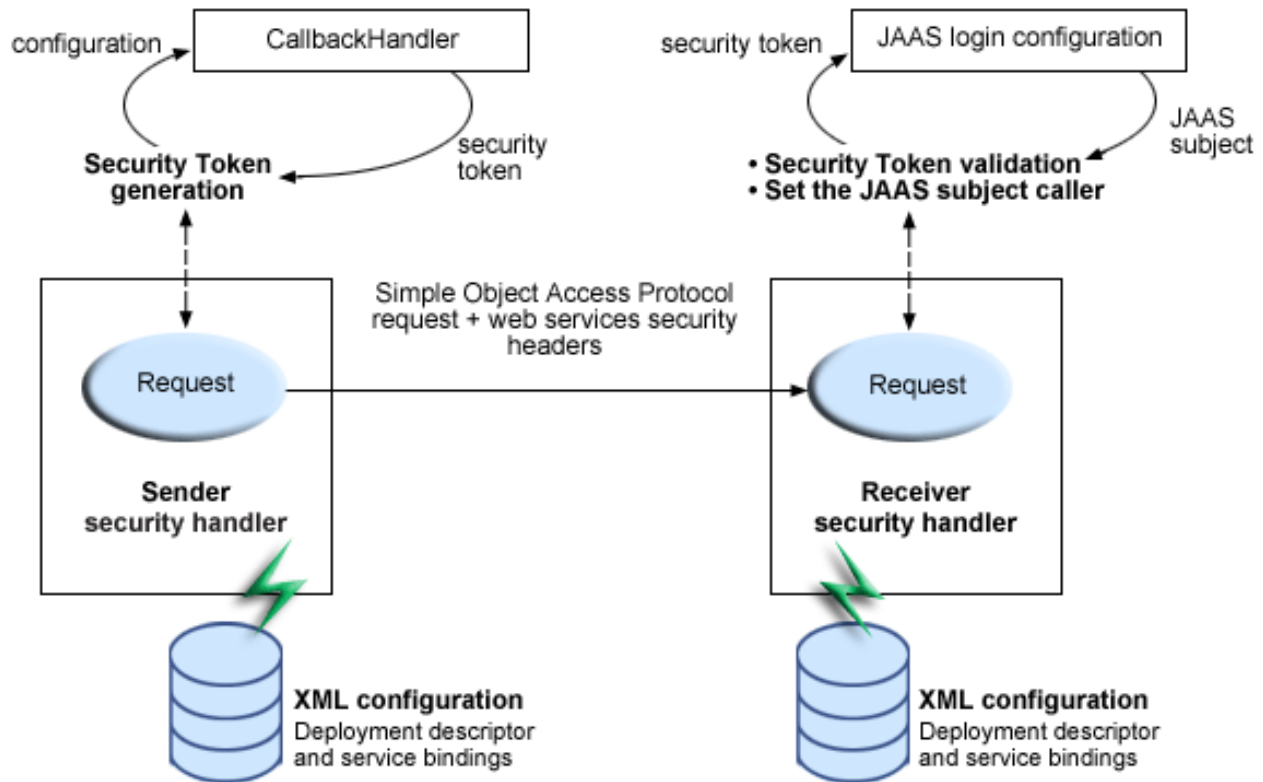 configuration
CallbackHandler
security
token
Security Token
generation
security token
JAAS login configuration
JAAS
subject
• Security Token validation
• Set the JAAS subject caller
Simple Object Access Protocol
request + web services security
headers
Request
Sender
security handler
Request
Receiver
security handler
XML configuration
Deployment descriptor
and service bindings
XML configuration
Deployment descriptor
and service bindings